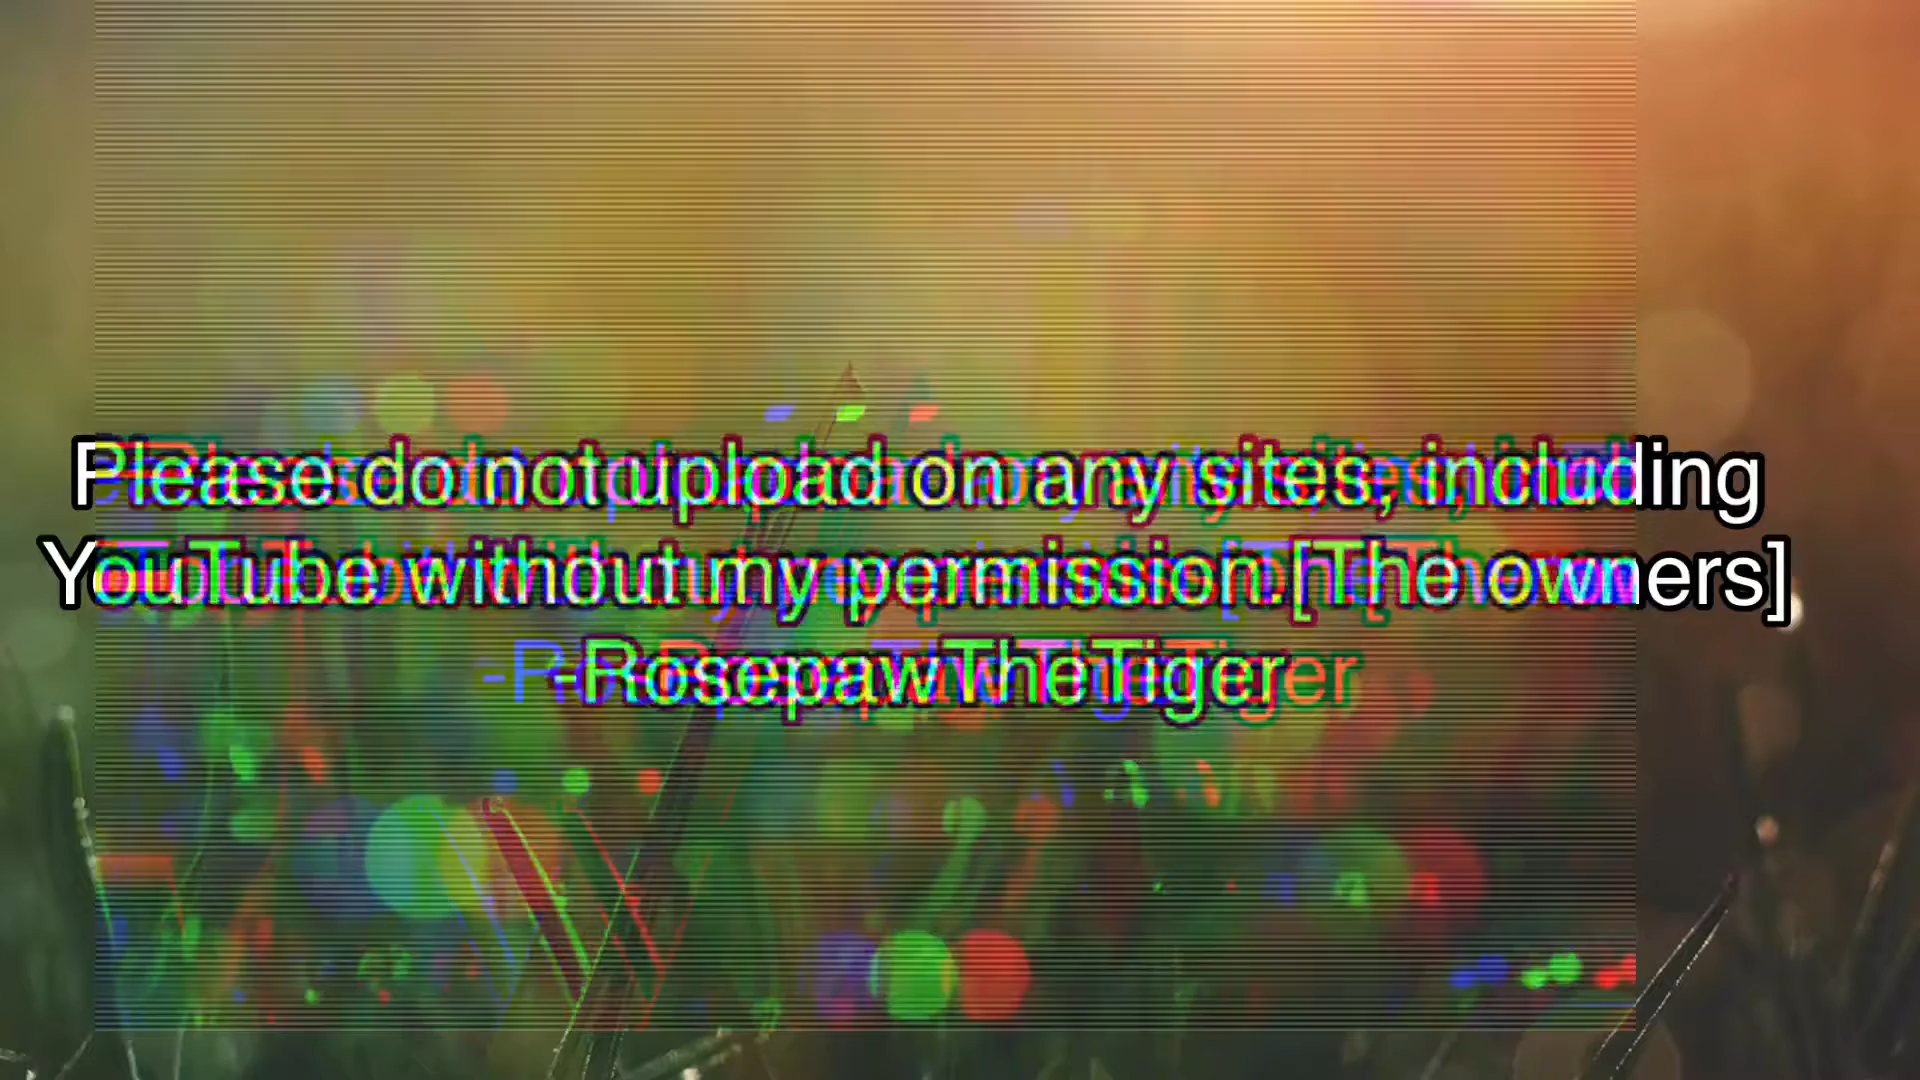 Please do not upload on any sites, including
YouTube without my permission.[The owners]
-RosepawTheTiger